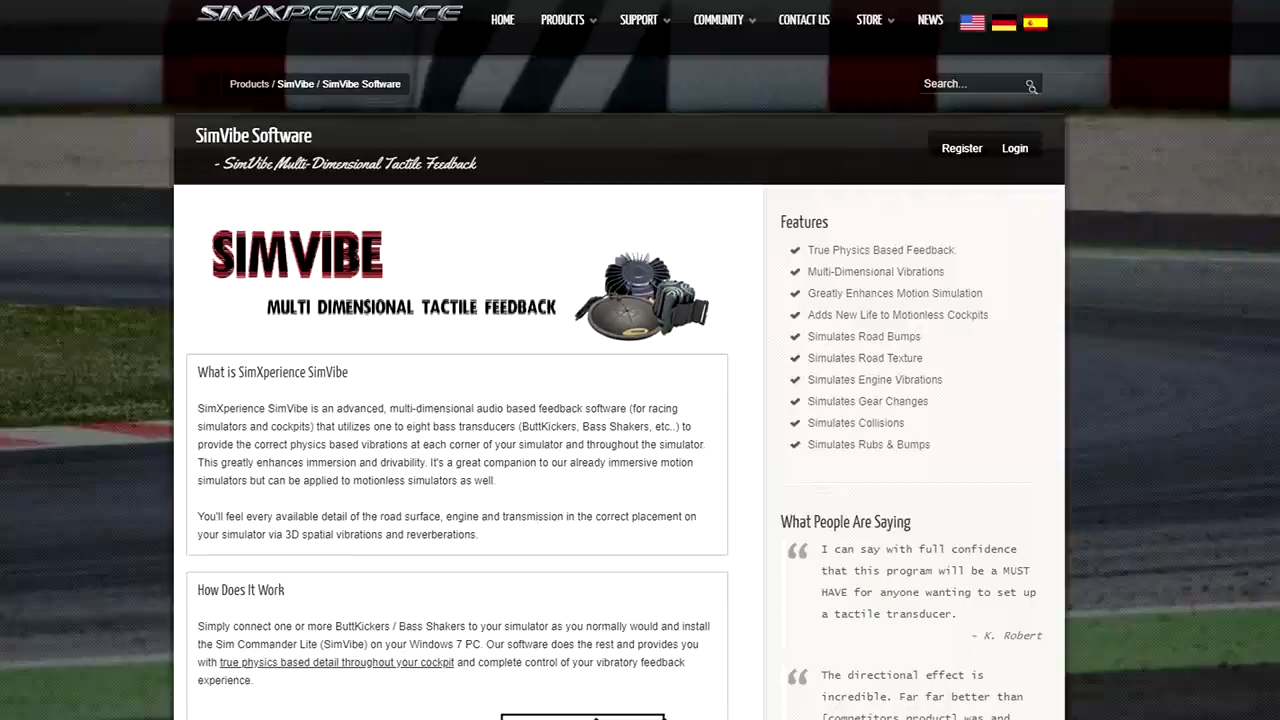 SIMXPERIENCE
HOME
PRODUCTS
SUPPORT
COMMUNITY
CONTACT US
STORE
NEWS
Products / SimVibe / SimVibe Software
Search...
SimVibe Software
- SimVibe Multi-Dimensional Tactile Feedback
Register
Login
SIMVIBE
MULTI DIMENSIONAL TACTILE FEEDBACK
What is SimXperience SimVibe
SimXperience SimVibe is an advanced, multi-dimensional audio based feedback software (for racing
simulators and cockpits) that utilizes one to eight bass transducers (ButtKickers, Bass Shakers, etc..) to
provide the correct physics based vibrations at each corner of your simulator and throughout the simulator.
This greatly enhances immersion and drivability. It's a great companion to our already immersive motion
simulators but can be applied to motionless simulators as well.
You'll feel every available detail of the road surface, engine and transmission in the correct placement on
your simulator via 3D spatial vibrations and reverberations.
How Does It Work
Simply connect one or more ButtKickers / Bass Shakers to your simulator as you normally would and install
the Sim Commander Lite (SimVibe) on your Windows 7 PC. Our software does the rest and provides you
with true physics based detail throughout your cockpit and complete control of your vibratory feedback
experience.
Features
True Physics Based Feedback.
Multi-Dimensional Vibrations
Greatly Enhances Motion Simulation
Adds New Life to Motionless Cockpits
Simulates Road Bumps
Simulates Road Texture
Simulates Engine Vibrations
Simulates Gear Changes
Simulates Collisions
Simulates Rubs & Bumps
What People Are Saying
I can say with full confidence
that this program will be a MUST
HAVE for anyone wanting to set up
a tactile transducer.
- K. Robert
The directional effect is
incredible. Far far better than
[competitors product] was and